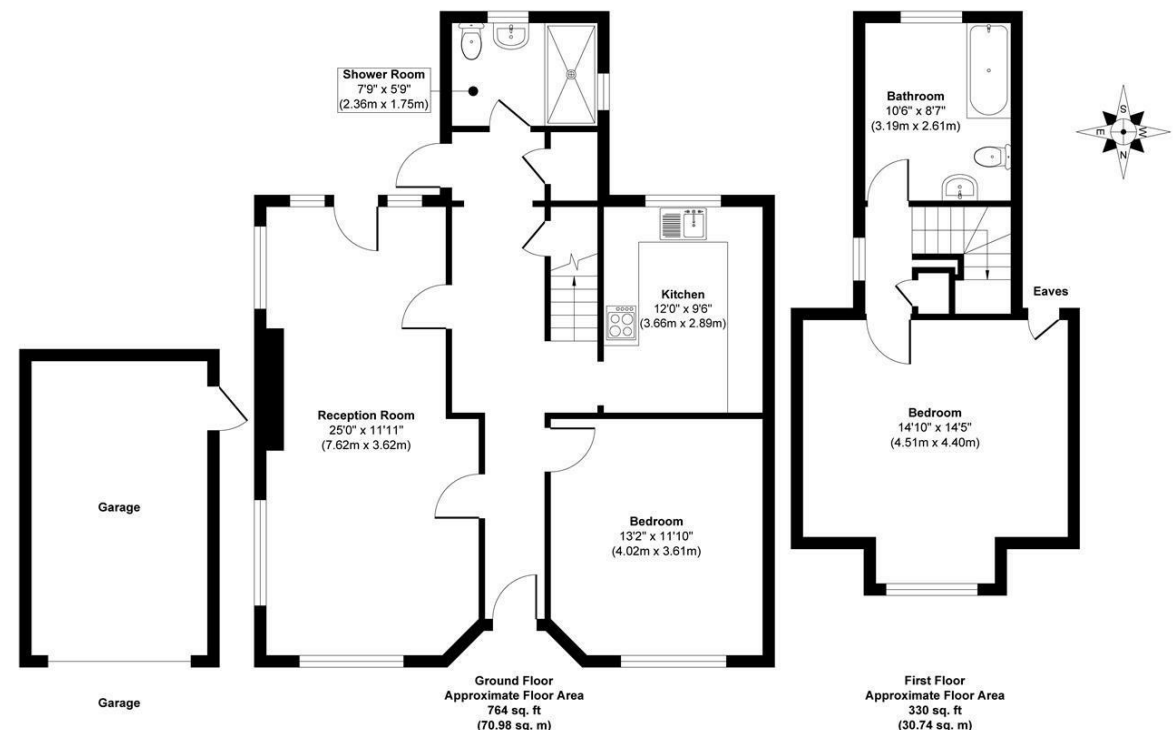 Shower Room
7'9" x 5'9"
(2.36m x 1.75m)
Bathroom
10'6" x 8'7"
(3.19m x 2.61m)
S
E
W
N
Kitchen
12'0" x 9'6"
(3.66m x 2.89m)
Eaves
Reception Room
25'0" x 11'11"
(7.62m x 3.62m)
Bedroom
14'10" x 14'5"
(4.51m x 4.40m)
Garage
Bedroom
13'2" x 11'10"
(4.02m x 3.61m)
Garage
Ground Floor
Approximate Floor Area
764 sq. ft
(70.98 sq. m)
First Floor
Approximate Floor Area
330 sq. ft
(30.74 sq. m)